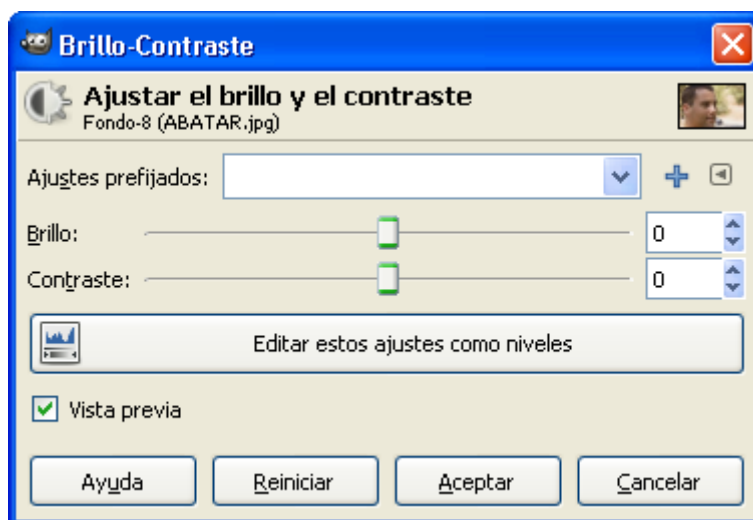 Brillo-Contraste
Ajustar el brillo y el contraste
Fondo-8 (ABATAR.jpg)
Ajustes prefijados:
Brillo: 0
Contraste: 0
Editar estos ajustes como niveles
Vista previa
Ayuda Reiniciar Aceptar Cancelar